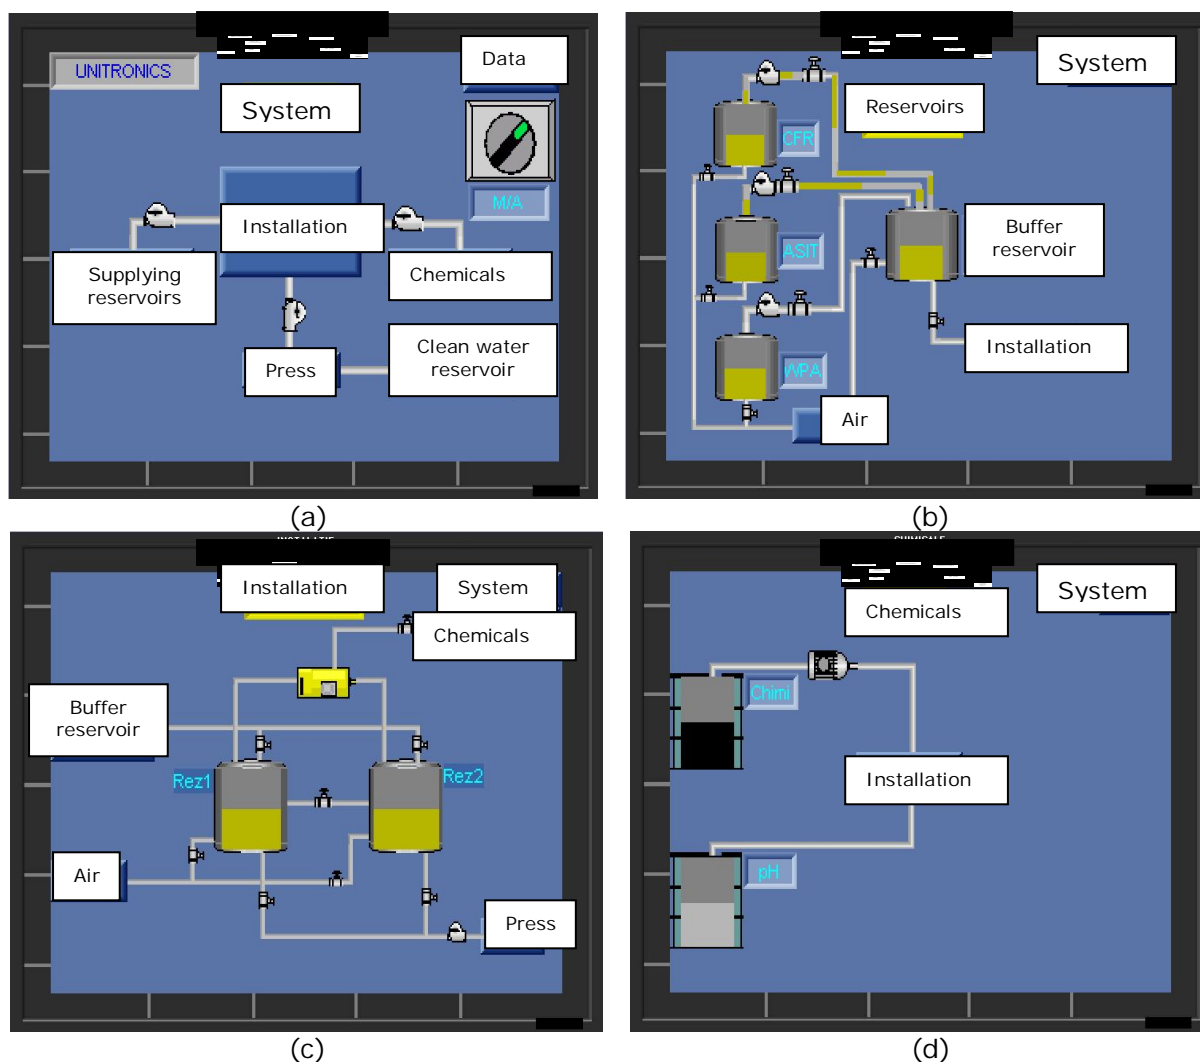 UNITRONICS
Data
System
M/A
Installation
Supplying
reservoirs
Chemicals
Press
Clean water
reservoir
(a)
System
Reservoirs
CFR
ASIT
Buffer
reservoir
WPA
Installation
Air
(b)
Installation
System
Chemicals
Buffer
reservoir
Rez1
Rez2
Air
Press
(c)
Chemicals
System
Chimi
Installation
pH
(d)